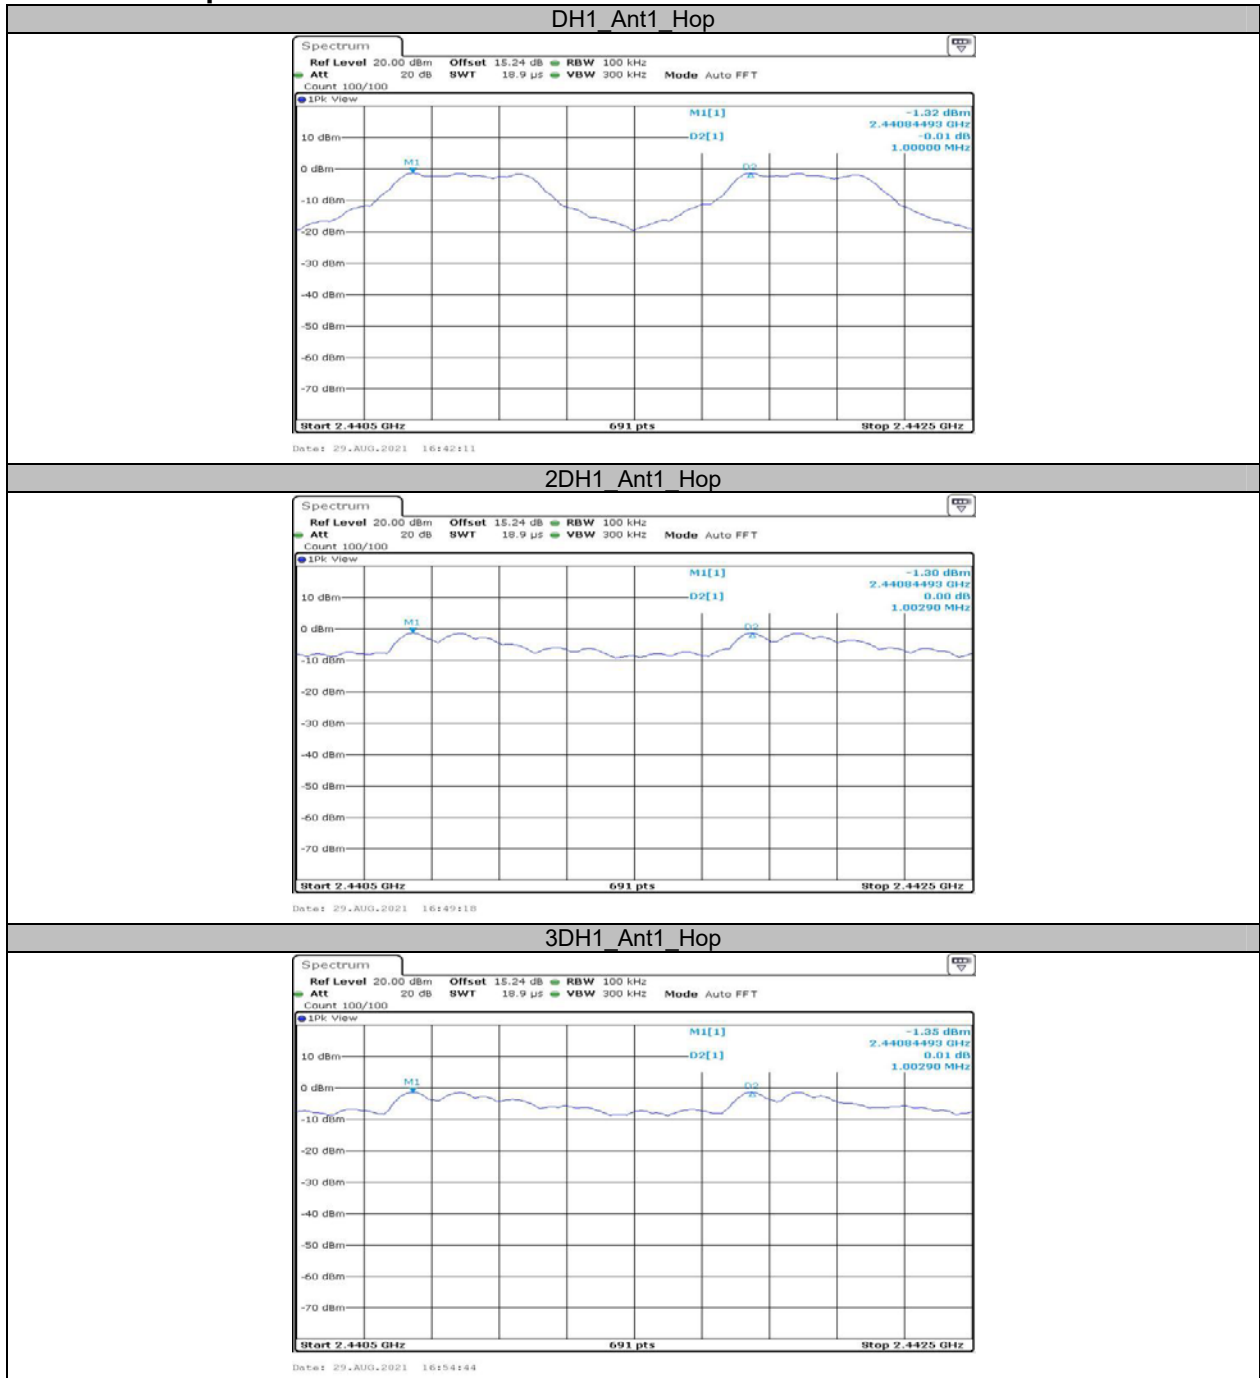 DH1_Ant1_Hop
Spectrum
Ref Level 20.00 dBm Offset 15.24 dB RBW 100 kHz
Att 20 dB SWT 18.9 µs VBW 300 kHz Mode Auto FFT
Count 100/100
1Pk View
M1[1] -1.32 dBm
2.44084493 GHz
D2[1] -0.01 dB
1.00000 MHz
10 dBm
M1
D2
0 dBm
-10 dBm
-20 dBm
-30 dBm
-40 dBm
-50 dBm
-60 dBm
-70 dBm
Start 2.4405 GHz 691 pts Stop 2.4425 GHz
Date: 29.AUG.2021 16:42:11
2DH1_Ant1_Hop
Spectrum
Ref Level 20.00 dBm Offset 15.24 dB RBW 100 kHz
Att 20 dB SWT 18.9 µs VBW 300 kHz Mode Auto FFT
Count 100/100
1Pk View
M1[1] -1.30 dBm
2.44084493 GHz
D2[1] 0.00 dB
1.00290 MHz
10 dBm
M1
D2
0 dBm
-10 dBm
-20 dBm
-30 dBm
-40 dBm
-50 dBm
-60 dBm
-70 dBm
Start 2.4405 GHz 691 pts Stop 2.4425 GHz
Date: 29.AUG.2021 16:49:18
3DH1_Ant1_Hop
Spectrum
Ref Level 20.00 dBm Offset 15.24 dB RBW 100 kHz
Att 20 dB SWT 18.9 µs VBW 300 kHz Mode Auto FFT
Count 100/100
1Pk View
M1[1] -1.35 dBm
2.44084493 GHz
D2[1] 0.01 dB
1.00290 MHz
10 dBm
M1
D2
0 dBm
-10 dBm
-20 dBm
-30 dBm
-40 dBm
-50 dBm
-60 dBm
-70 dBm
Start 2.4405 GHz 691 pts Stop 2.4425 GHz
Date: 29.AUG.2021 16:54:44